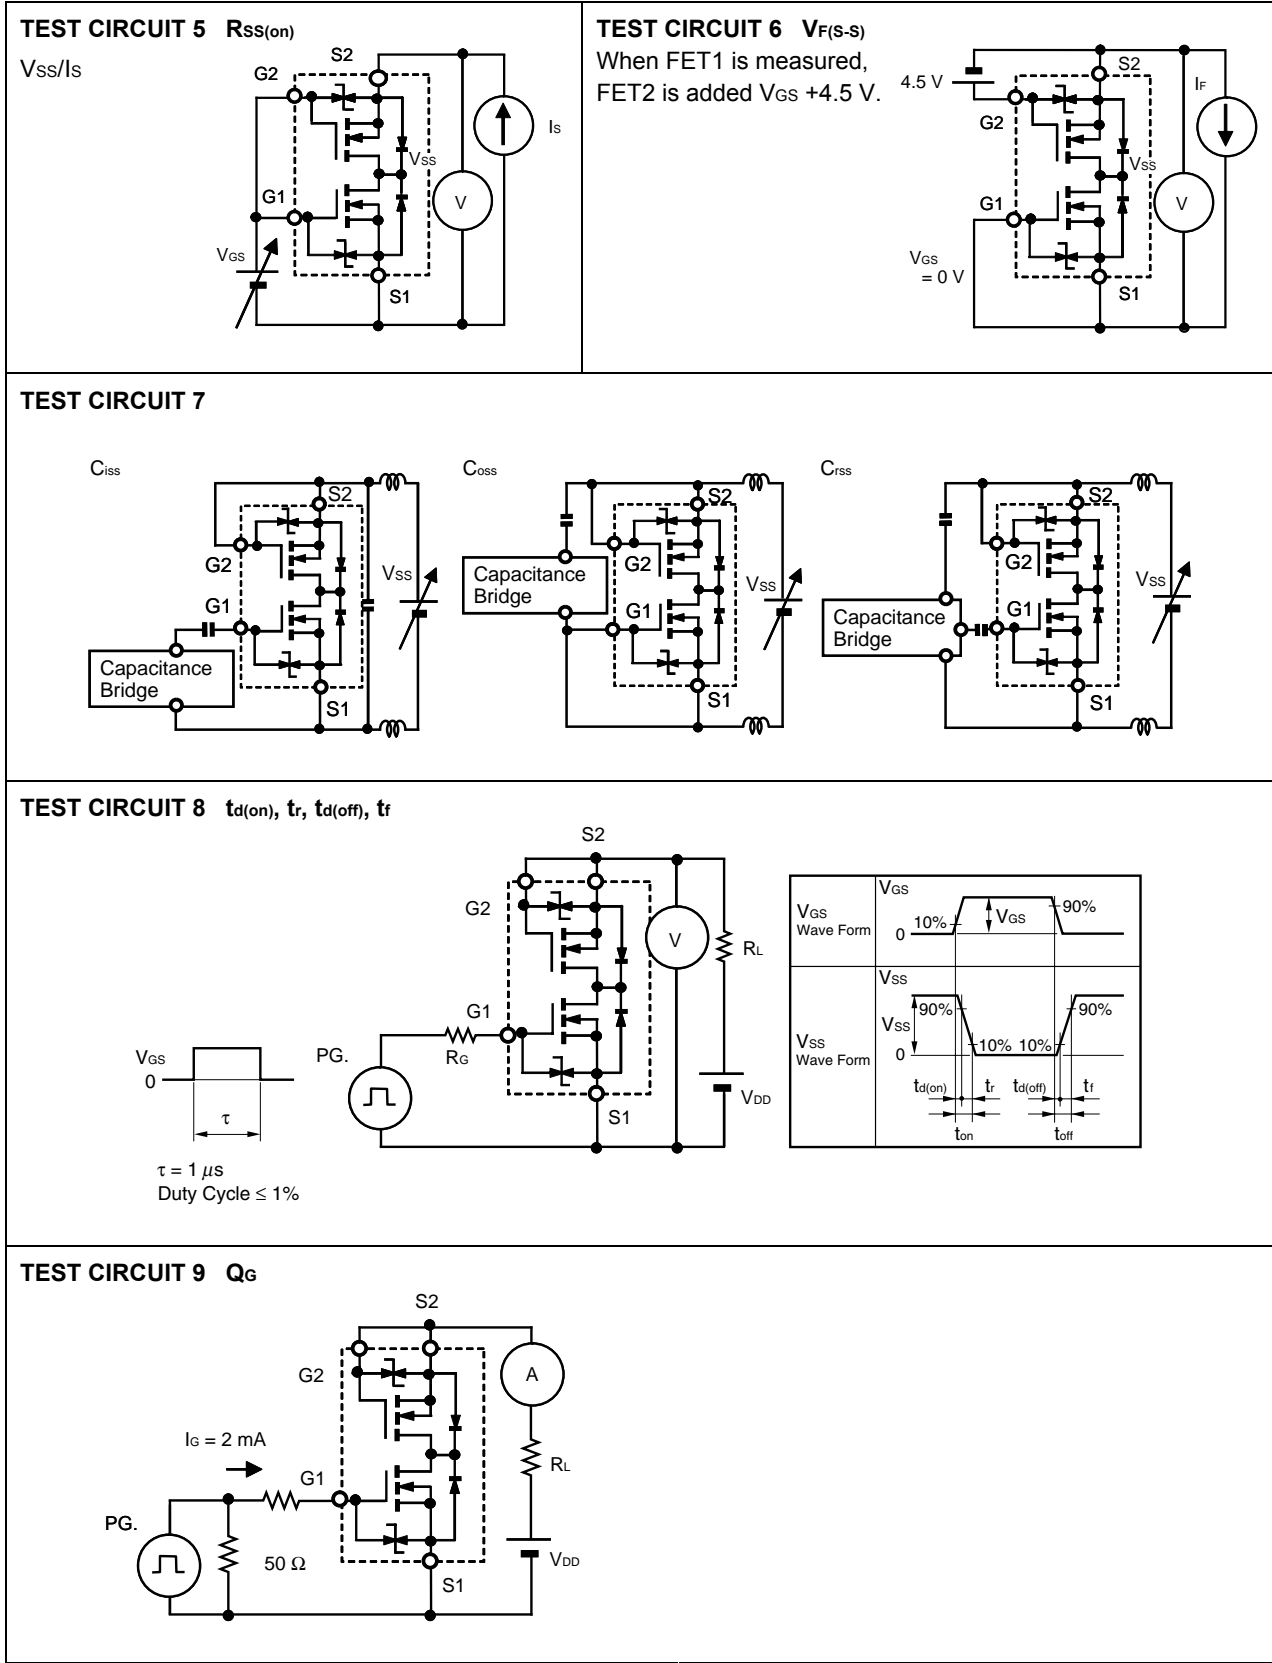 TEST CIRCUIT 5 RSS(on)
VSS/IS
S2
G2
IS
VSS
G1
V
VGS
S1
TEST CIRCUIT 6 VF(S-S)
When FET1 is measured,
FET2 is added VGS +4.5 V.
S2
4.5 V
IF
G2
VSS
G1
V
VGS
= 0 V
S1
TEST CIRCUIT 7
Ciss
S2
G2
VSS
G1
Capacitance
Bridge
S1
Coss
S2
G2
Capacitance
Bridge
VSS
G1
S1
Crss
S2
G2
VSS
G1
Capacitance
Bridge
S1
TEST CIRCUIT 8 td(on), tr, td(off), tf
S2
G2
V
RL
G1
PG.
RG
VGS
0
VDD
S1
τ
τ = 1 μs
Duty Cycle ≤ 1%
VGS
Wave Form
VGS
10%
0
VGS
90%
VSS
Wave Form
VSS
90%
VSS
0
10% 10%
90%
td(on) tr td(off) tf
ton toff
TEST CIRCUIT 9 QG
S2
G2
A
IG = 2 mA
RL
G1
PG.
50 Ω
VDD
S1